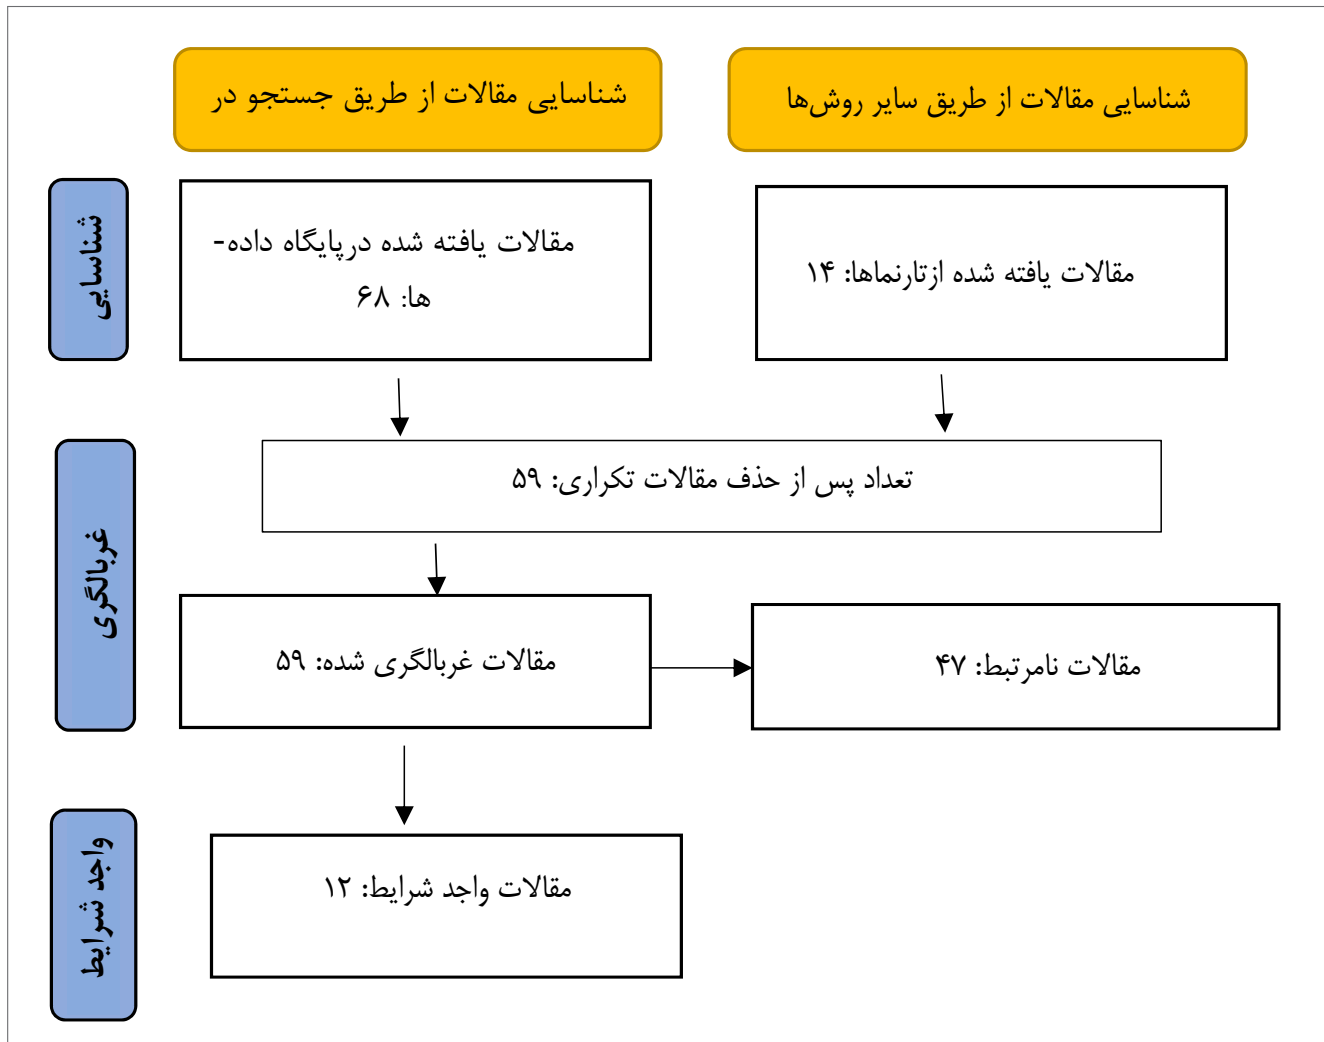 شناسایی مقالات از طریق سایر روش‌ها
شناسایی مقالات از طریق جستجو در
شناسایی
مقالات یافته شده ازتارنماها: ۱۴
مقالات یافته شده درپایگاه داده-
ها: ۶۸
غربالگری
تعداد پس از حذف مقالات تکراری: ۵۹
مقالات غربالگری شده: ۵۹
مقالات نامرتبط: ۴۷
واجد شرایط
مقالات واجد شرایط: ۱۲